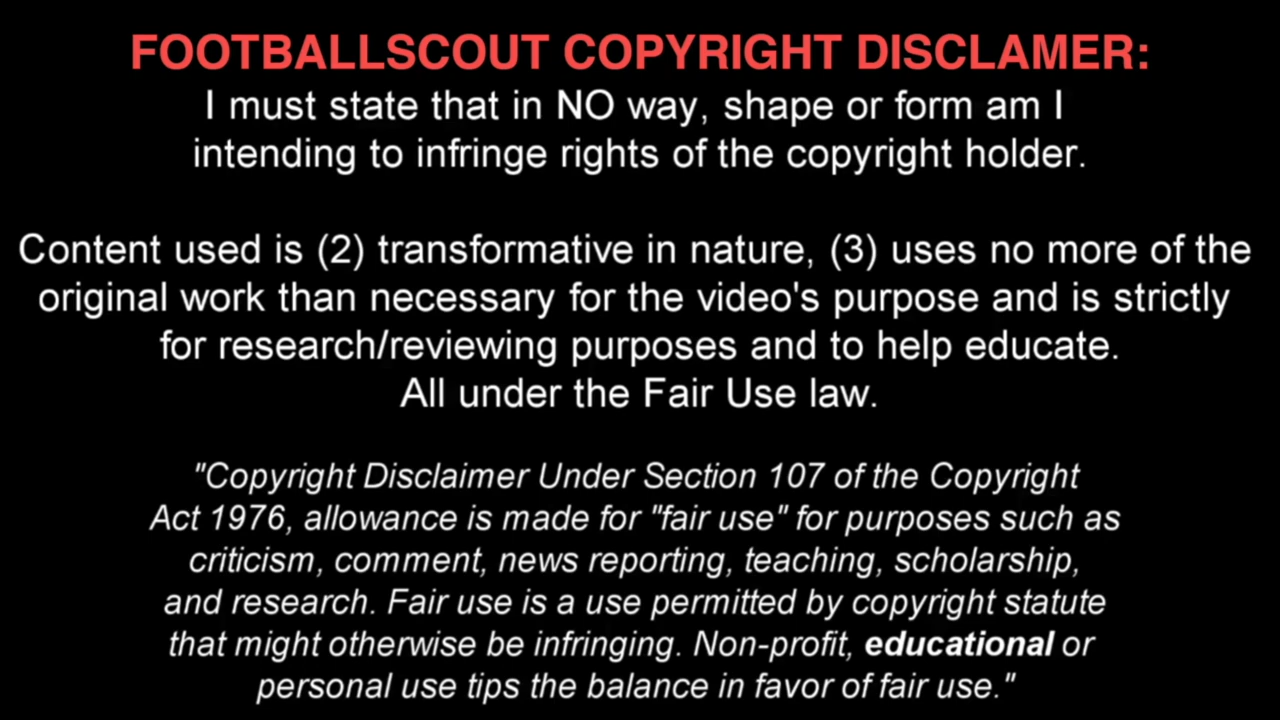 FOOTBALLSCOUT COPYRIGHT DISCLAMER:
I must state that in NO way, shape or form am I
intending to infringe rights of the copyright holder.
Content used is (2) transformative in nature, (3) uses no more of the
original work than necessary for the video's purpose and is strictly
for research/reviewing purposes and to help educate.
All under the Fair Use law.
"Copyright Disclaimer Under Section 107 of the Copyright
Act 1976, allowance is made for "fair use" for purposes such as
criticism, comment, news reporting, teaching, scholarship,
and research. Fair use is a use permitted by copyright statute
that might otherwise be infringing. Non-profit, educational or
personal use tips the balance in favor of fair use."